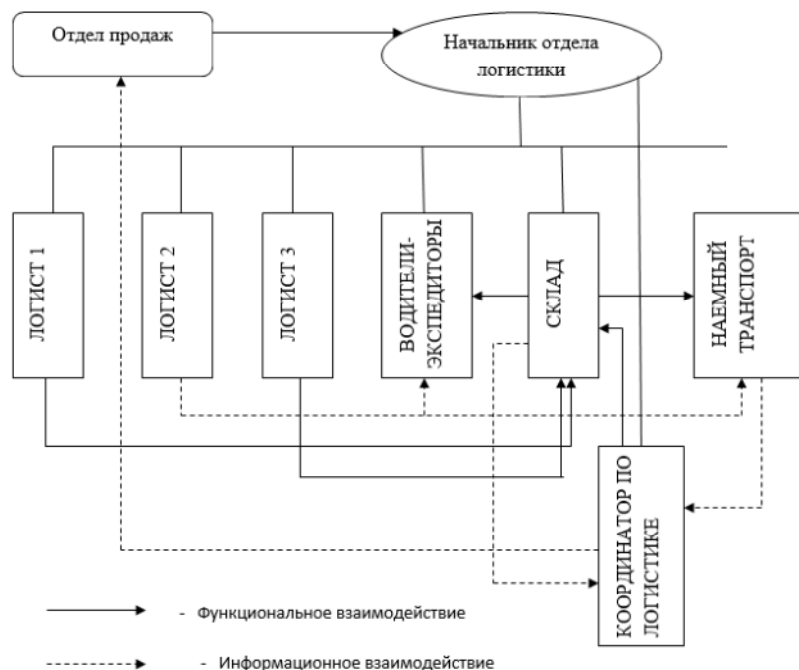 Отдел продаж
Начальник отдела
логистики
ЛОГИСТ 1
ЛОГИСТ 2
ЛОГИСТ 3
ВОДИТЕЛИ-
ЭКСПЕДИТОРЫ
СКЛАД
НАЕМНЫЙ
ТРАНСПОРТ
КООРДИНАТОР ПО
ЛОГИСТИКЕ
- Функциональное взаимодействие
- Информационное взаимодействие